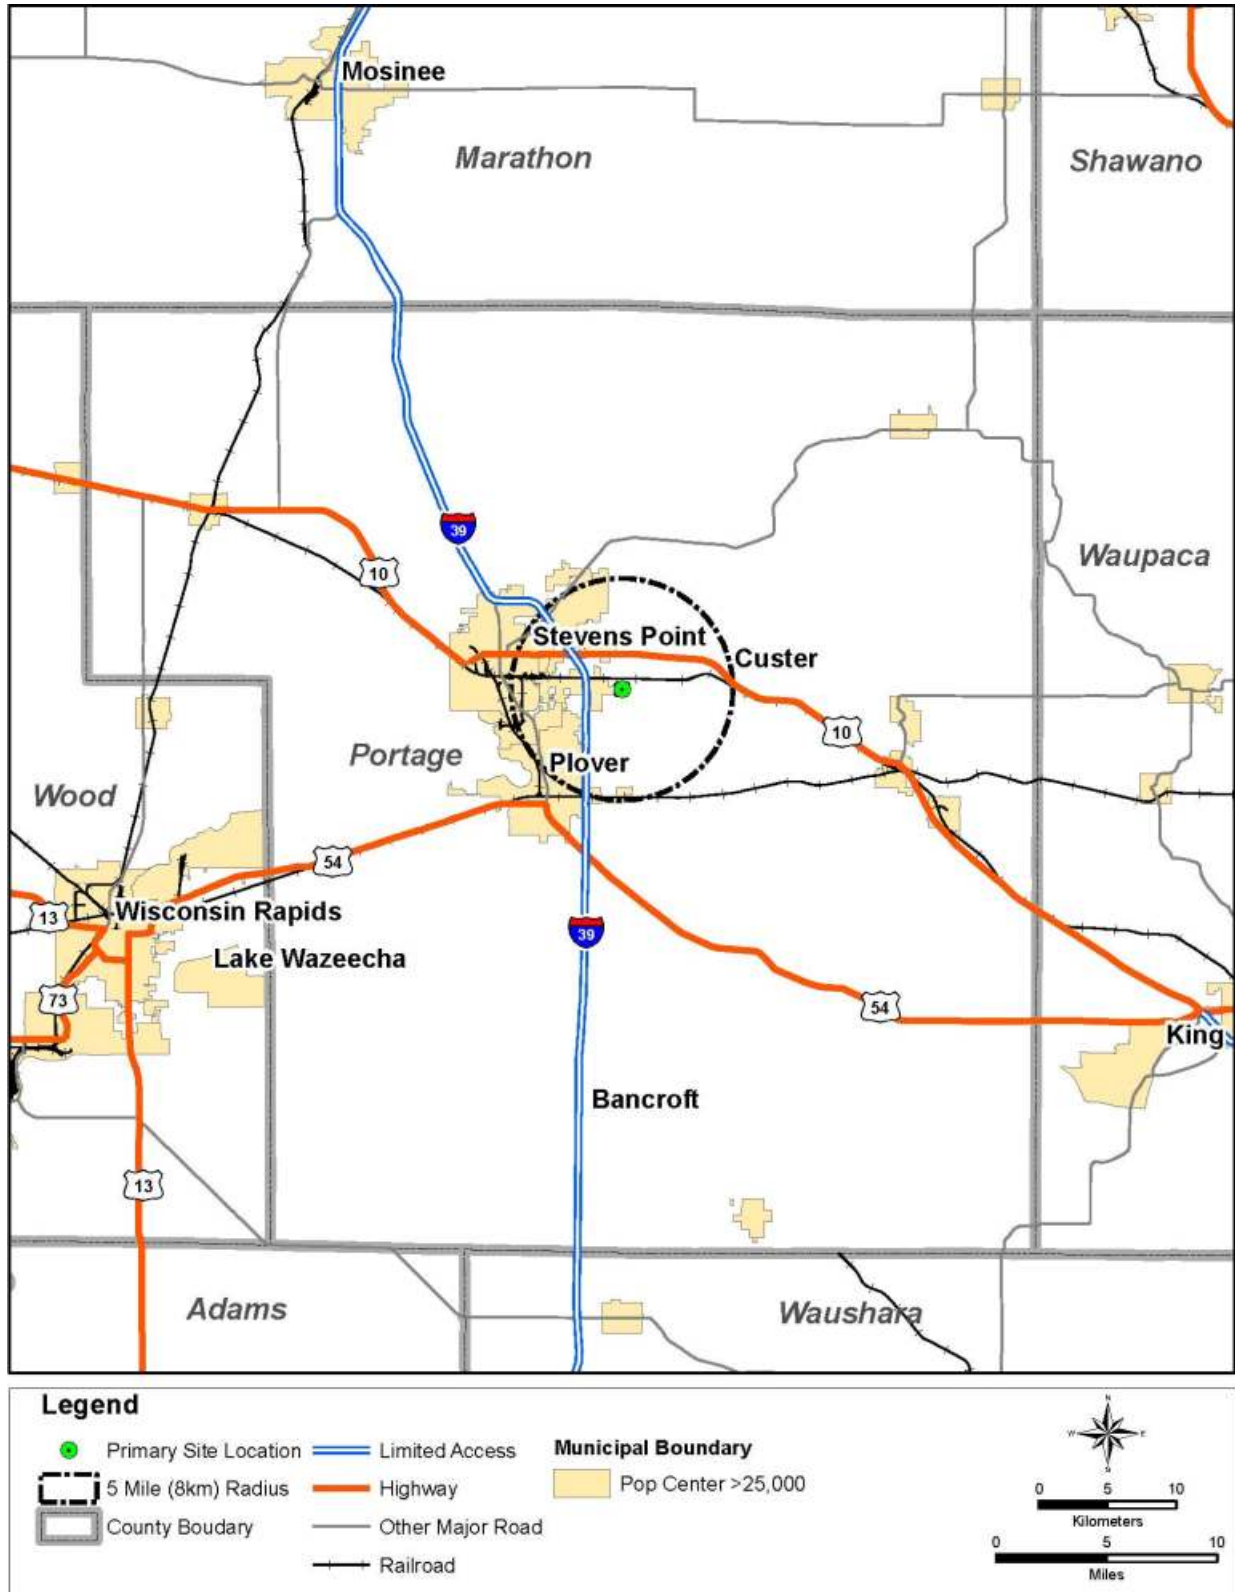 Mosinee
Marathon
Shawano
39
10
Waupaca
Stevens Point
Custer
10
Portage
Plover
Wood
54
13
Wisconsin Rapids
39
Lake Wazeecha
73
54
King
Bancroft
13
Adams
Waushara
Legend
Primary Site Location
5 Mile (8km) Radius
County Boudary
Limited Access
Highway
Other Major Road
Railroad
Municipal Boundary
Pop Center >25,000
N
W E
S
0 5 10
Kilometers
0 5 10
Miles